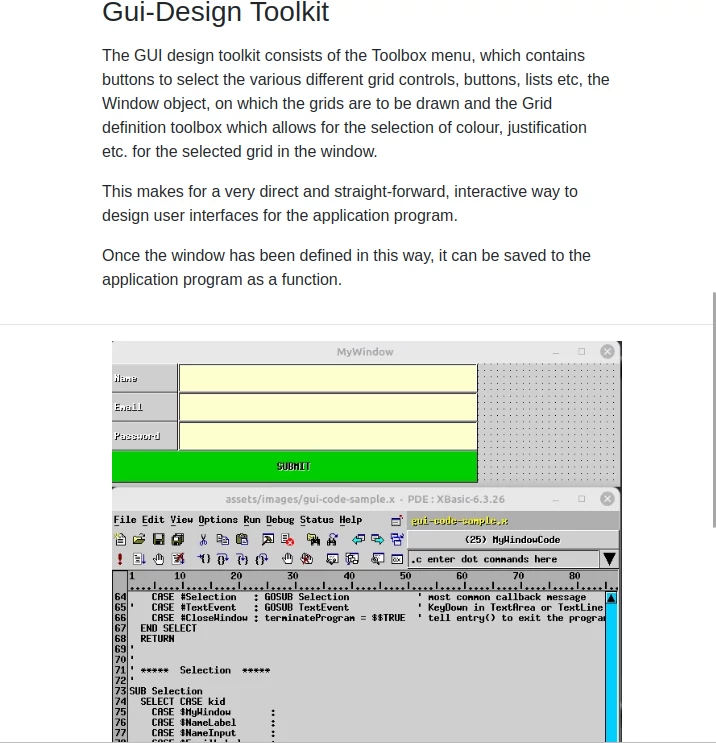 Gui-Design Toolkit
The GUI design toolkit consists of the Toolbox menu, which contains
buttons to select the various different grid controls, buttons, lists etc, the
Window object, on which the grids are to be drawn and the Grid
definition toolbox which allows for the selection of colour, justification
etc. for the selected grid in the window.
This makes for a very direct and straight-forward, interactive way to
design user interfaces for the application program.
Once the window has been defined in this way, it can be saved to the
application program as a function.
MyWindow
Name
Email
Password
SUBMIT
assets/images/gui-code-sample.x - PDE : XBasic-6.3.26
File Edit View Options Run Debug Status Help
gui-code-sample.x
(25) MyWindowCode
.c enter dot commands here
1 10 20 30 40 50 60 70 80
64 CASE #Selection : GOSUB Selection ' most common callback message
65 ' CASE #TextEvent : GOSUB TextEvent ' KeyDown in TextArea or TextLine
66 CASE #CloseWindow : terminateProgram = $$TRUE ' tell entry() to exit the progra
67 END SELECT
68 RETURN
69 '
70 '
71 ' ***** Selection *****
72 '
73 SUB Selection
74 SELECT CASE kid
75 CASE $MyWindow :
76 CASE $NameLabel :
77 CASE $NameInput :